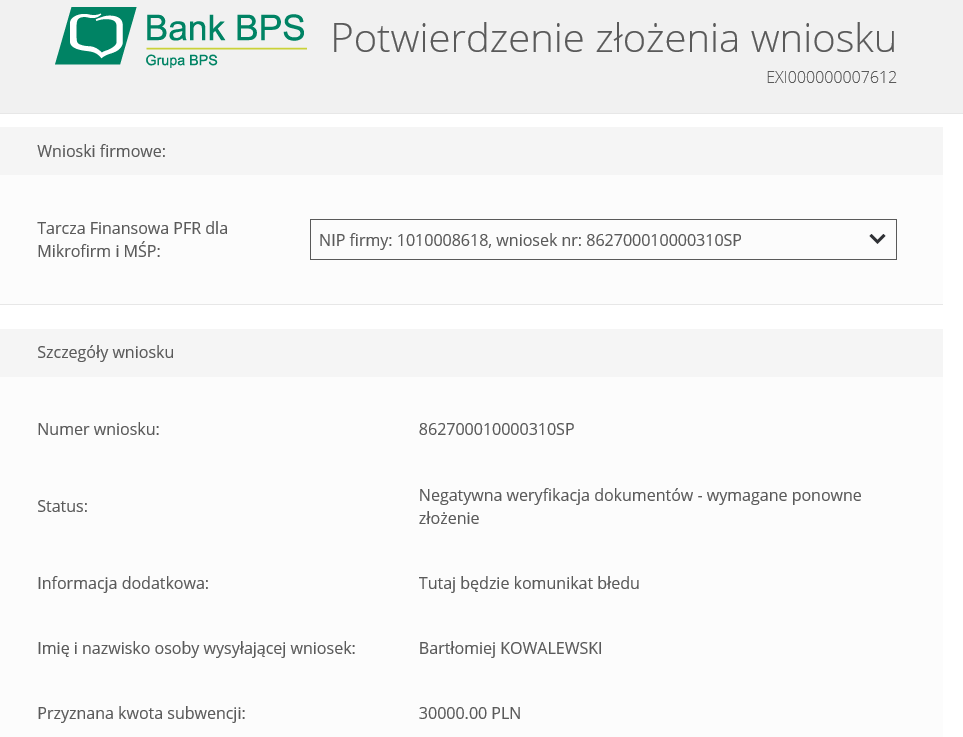 Bank BPS
Grupa BPS
Potwierdzenie złożenia wniosku
EXI000000007612
Wnioski firmowe:
Tarcza Finansowa PFR dla
Mikrofirm i MŚP:
NIP firmy: 1010008618, wniosek nr: 862700010000310SP
Szczegóły wniosku
Numer wniosku:
862700010000310SP
Status:
Negatywna weryfikacja dokumentów - wymagane ponowne
złożenie
Informacja dodatkowa:
Tutaj będzie komunikat błedu
Imię i nazwisko osoby wysyłającej wniosek:
Bartłomiej KOWALEWSKI
Przyznana kwota subwencji:
30000.00 PLN